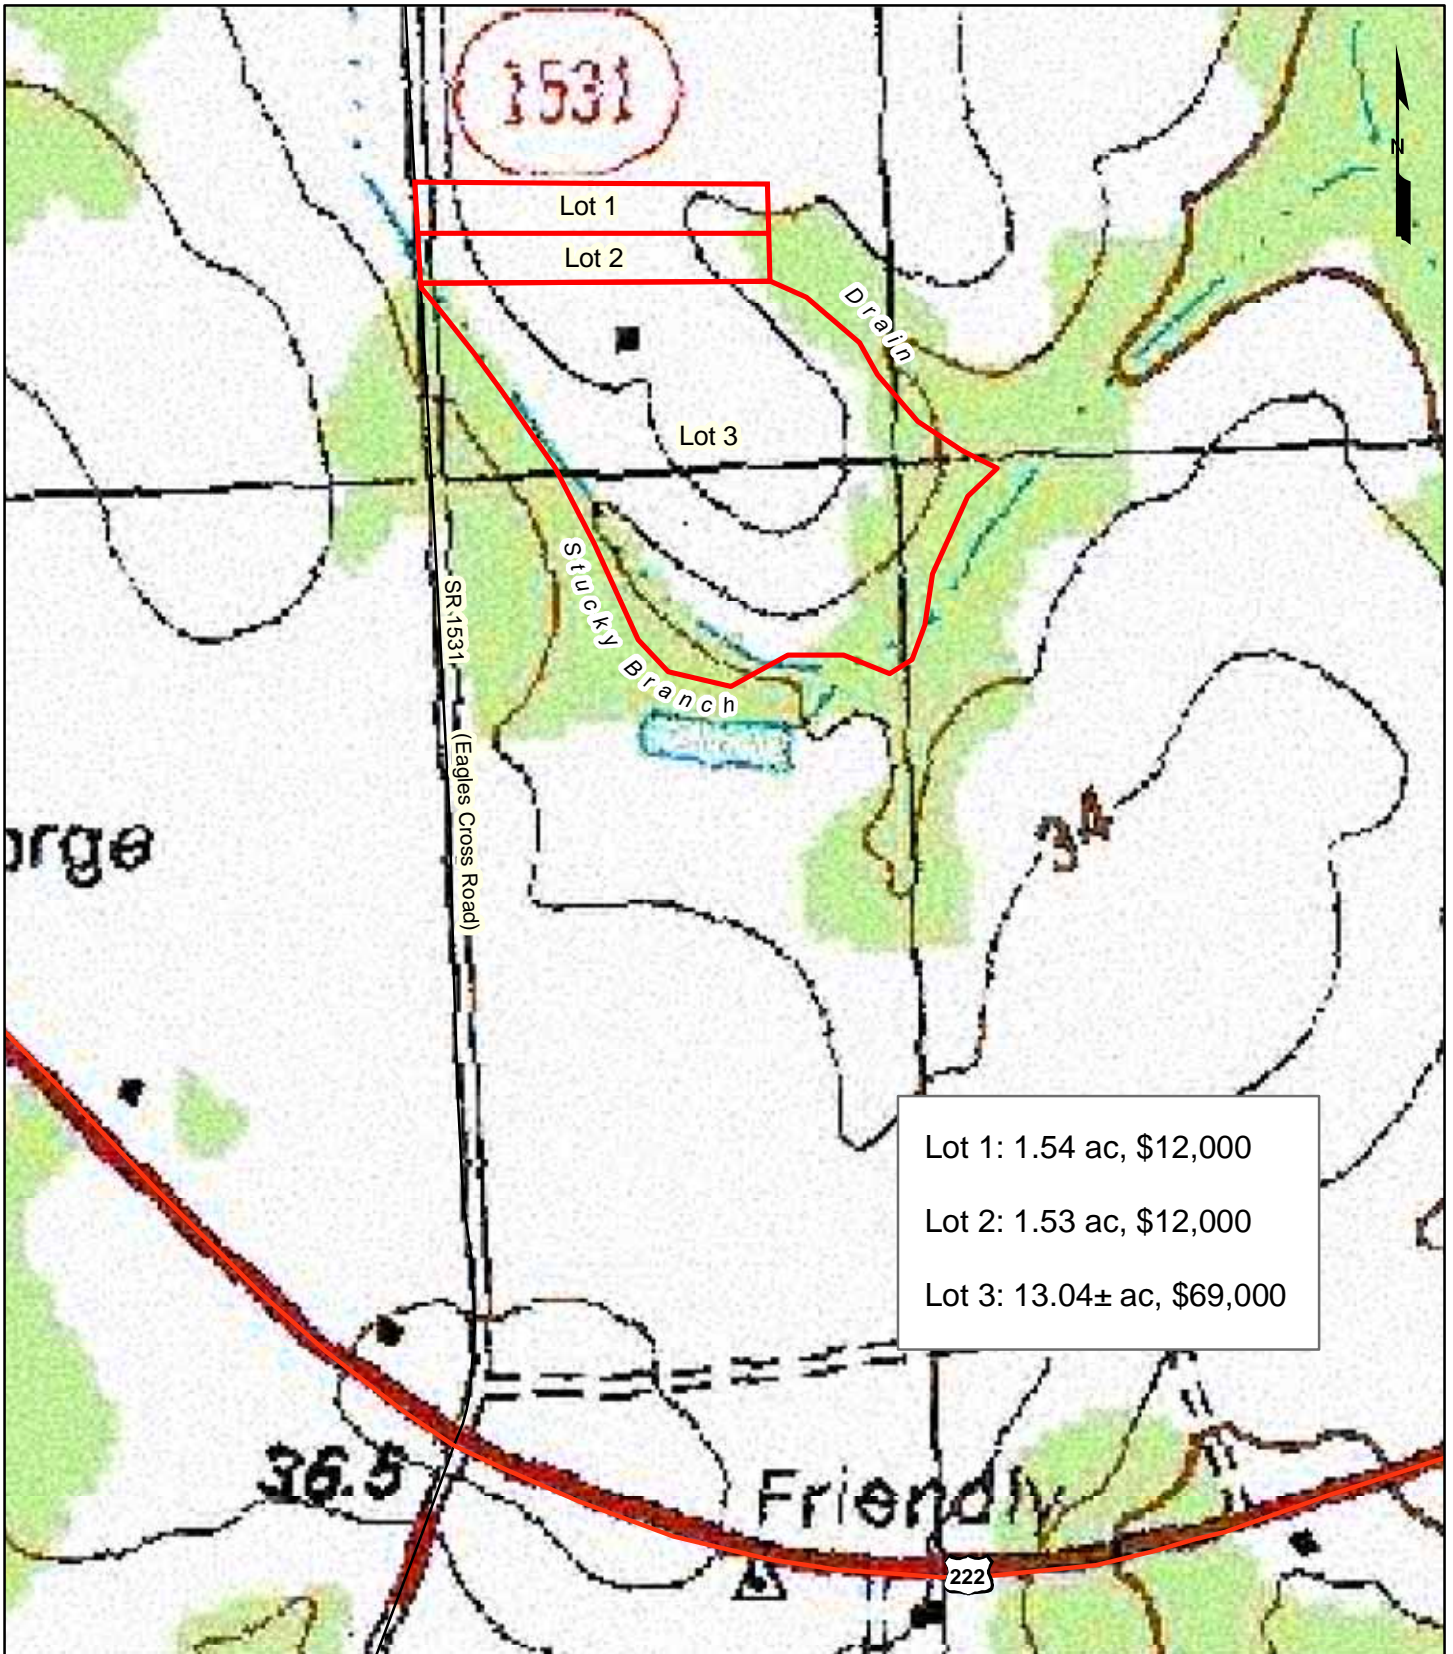 1531
N
Lot 1
Lot 2
Drain
Lot 3
Stucky Branch
SR 1531
(Eagles Cross Road)
orge
34
Lot 1: 1.54 ac, $12,000
Lot 2: 1.53 ac, $12,000
Lot 3: 13.04± ac, $69,000
36.5
Friendly
222